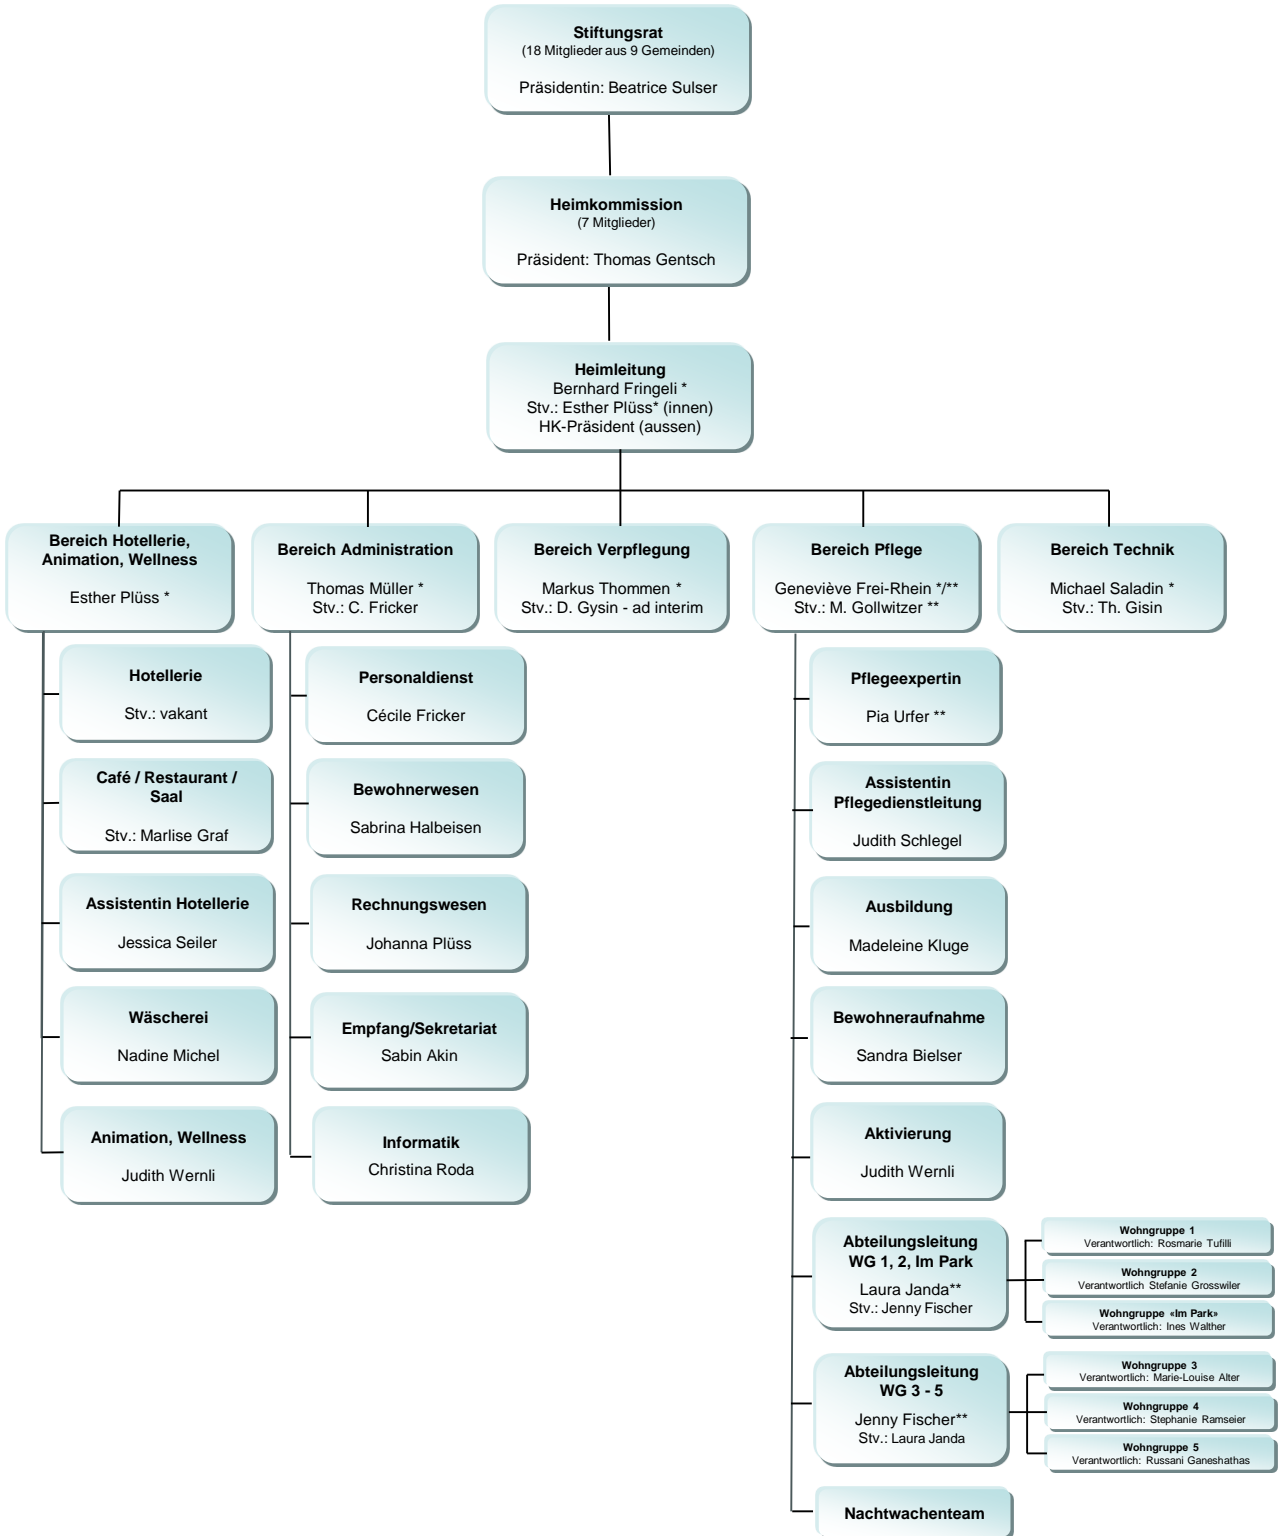 Stiftungsrat
(18 Mitglieder aus 9 Gemeinden)
Präsidentin: Beatrice Sulser
Heimkommission
(7 Mitglieder)
Präsident: Thomas Gentsch
Heimleitung
Bernhard Fringeli *
Stv.: Esther Plüss* (innen)
HK-Präsident (aussen)
Bereich Hotellerie,
Animation, Wellness
Esther Plüss *
Bereich Administration
Thomas Müller *
Stv.: C. Fricker
Bereich Verpflegung
Markus Thommen *
Stv.: D. Gysin - ad interim
Bereich Pflege
Geneviève Frei-Rhein */**
Stv.: M. Gollwitzer **
Bereich Technik
Michael Saladin *
Stv.: Th. Gisin
Hotellerie
Stv.: vakant
Café / Restaurant /
Saal
Stv.: Marlise Graf
Assistentin Hotellerie
Jessica Seiler
Wäscherei
Nadine Michel
Animation, Wellness
Judith Wernli
Personaldienst
Cécile Fricker
Bewohnerwesen
Sabrina Halbeisen
Rechnungswesen
Johanna Plüss
Empfang/Sekretariat
Sabin Akin
Informatik
Christina Roda
Pflegeexpertin
Pia Urfer **
Assistentin
Pflegedienstleitung
Judith Schlegel
Ausbildung
Madeleine Kluge
Bewohneraufnahme
Sandra Bielser
Aktivierung
Judith Wernli
Abteilungsleitung
WG 1, 2, Im Park
Laura Janda**
Stv.: Jenny Fischer
Wohngruppe 1
Verantwortlich: Rosmarie Tufilli
Wohngruppe 2
Verantwortlich Stefanie Grosswiler
Wohngruppe «Im Park»
Verantwortlich: Ines Walther
Abteilungsleitung
WG 3 - 5
Jenny Fischer**
Stv.: Laura Janda
Wohngruppe 3
Verantwortlich: Marie-Louise Alter
Wohngruppe 4
Verantwortlich: Stephanie Ramseier
Wohngruppe 5
Verantwortlich: Russani Ganeshathas
Nachtwachenteam